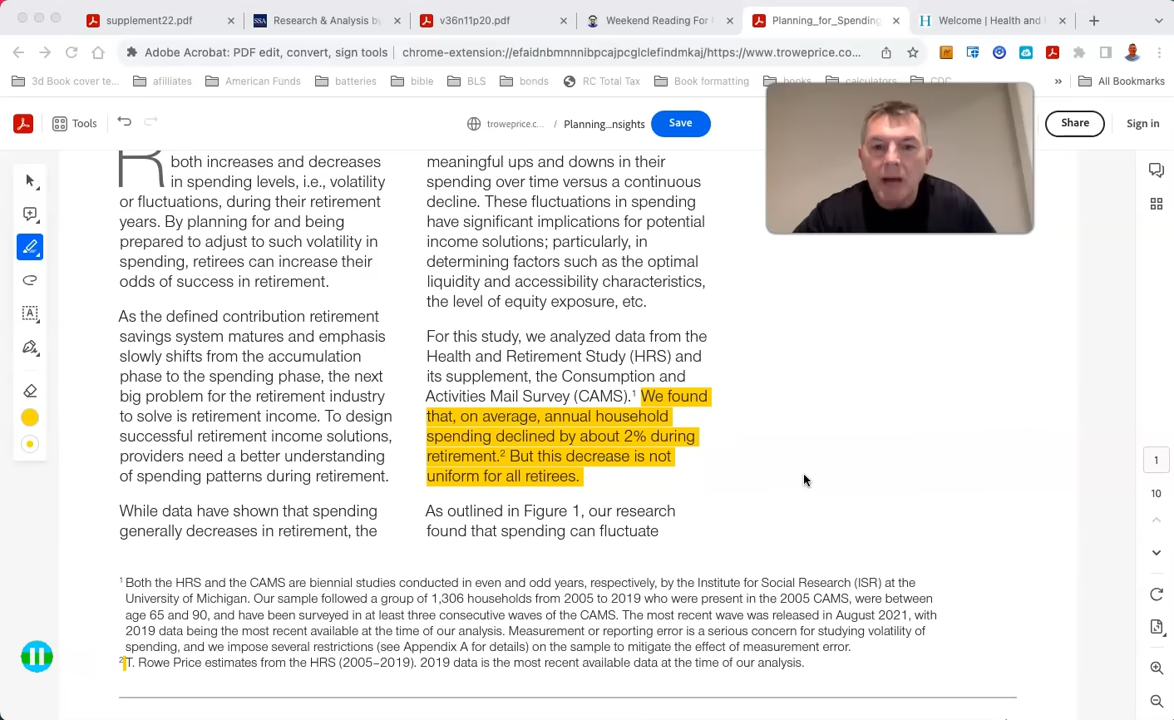 supplement22.pdf
Research & Analysis by
v36n11p20.pdf
Weekend Reading For
Planning_for_Spending
Welcome | Health and
SSA
H
Adobe Acrobat: PDF edit, convert, sign tools
chrome-extension://efaidnbmnnnibpcajpcglclefindmkaj/https://www.troweprice.co...
3d Book cover te...
afiliiates
American Funds
batteries
bible
BLS
bonds
RC Total Tax
Book formatting
books
calculators
CDC
»
All Bookmarks
Tools
troweprice.c...
/ Planning...nsights
Save
Share
Sign in
R both increases and decreases
in spending levels, i.e., volatility
or fluctuations, during their retirement
years. By planning for and being
prepared to adjust to such volatility in
spending, retirees can increase their
odds of success in retirement.
As the defined contribution retirement
savings system matures and emphasis
slowly shifts from the accumulation
phase to the spending phase, the next
big problem for the retirement industry
to solve is retirement income. To design
successful retirement income solutions,
providers need a better understanding
of spending patterns during retirement.
While data have shown that spending
generally decreases in retirement, the
meaningful ups and downs in their
spending over time versus a continuous
decline. These fluctuations in spending
have significant implications for potential
income solutions; particularly, in
determining factors such as the optimal
liquidity and accessibility characteristics,
the level of equity exposure, etc.
For this study, we analyzed data from the
Health and Retirement Study (HRS) and
its supplement, the Consumption and
Activities Mail Survey (CAMS).¹ We found
that, on average, annual household
spending declined by about 2% during
retirement.² But this decrease is not
uniform for all retirees.
As outlined in Figure 1, our research
found that spending can fluctuate
¹ Both the HRS and the CAMS are biennial studies conducted in even and odd years, respectively, by the Institute for Social Research (ISR) at the
University of Michigan. Our sample followed a group of 1,306 households from 2005 to 2019 who were present in the 2005 CAMS, were between
age 65 and 90, and have been surveyed in at least three consecutive waves of the CAMS. The most recent wave was released in August 2021, with
2019 data being the most recent available at the time of our analysis. Measurement or reporting error is a serious concern for studying volatility of
spending, and we impose several restrictions (see Appendix A for details) on the sample to mitigate the effect of measurement error.
² T. Rowe Price estimates from the HRS (2005–2019). 2019 data is the most recent available data at the time of our analysis.
1
10